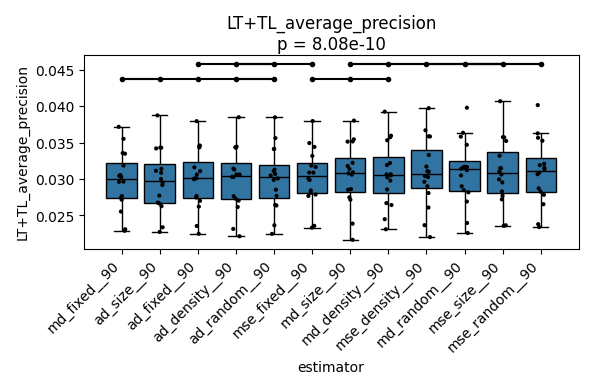 LT+TL_average_precision
p = 8.08e-10
LT+TL_average_precision
0.045
0.040
0.035
0.030
0.025
md_fixed__90
ad_size__90
ad_fixed__90
ad_density__90
ad_random__90
mse_fixed__90
md_size__90
md_density__90
mse_density__90
md_random__90
mse_size__90
mse_random__90
estimator